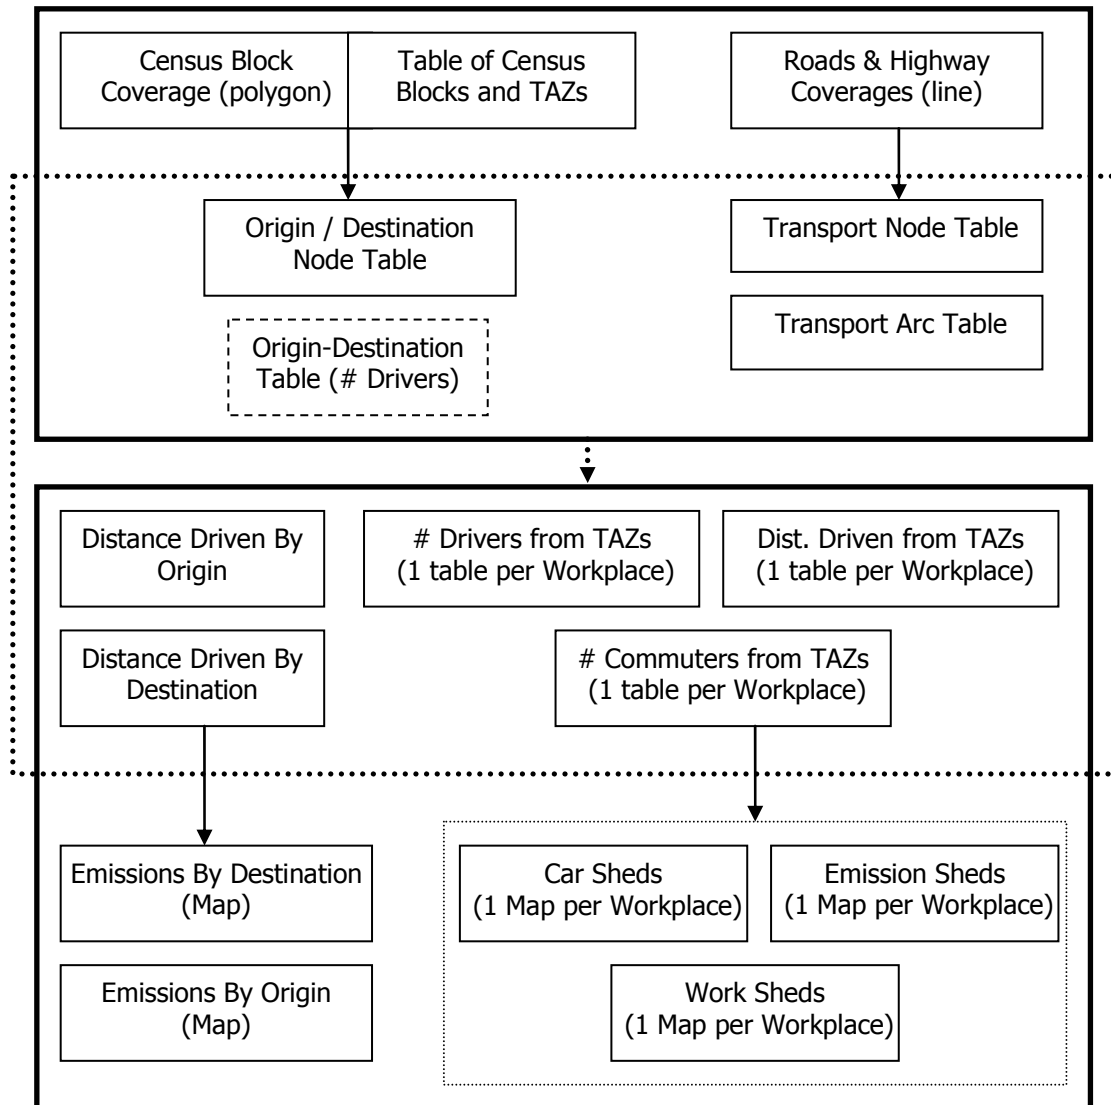 Census Block
Coverage (polygon)
Table of Census
Blocks and TAZs
Roads & Highway
Coverages (line)
Origin / Destination
Node Table
Transport Node Table
Transport Arc Table
Origin-Destination
Table (# Drivers)
Distance Driven By
Origin
# Drivers from TAZs
(1 table per Workplace)
Dist. Driven from TAZs
(1 table per Workplace)
Distance Driven By
Destination
# Commuters from TAZs
(1 table per Workplace)
Emissions By Destination
(Map)
Car Sheds
(1 Map per Workplace)
Emission Sheds
(1 Map per Workplace)
Emissions By Origin
(Map)
Work Sheds
(1 Map per Workplace)